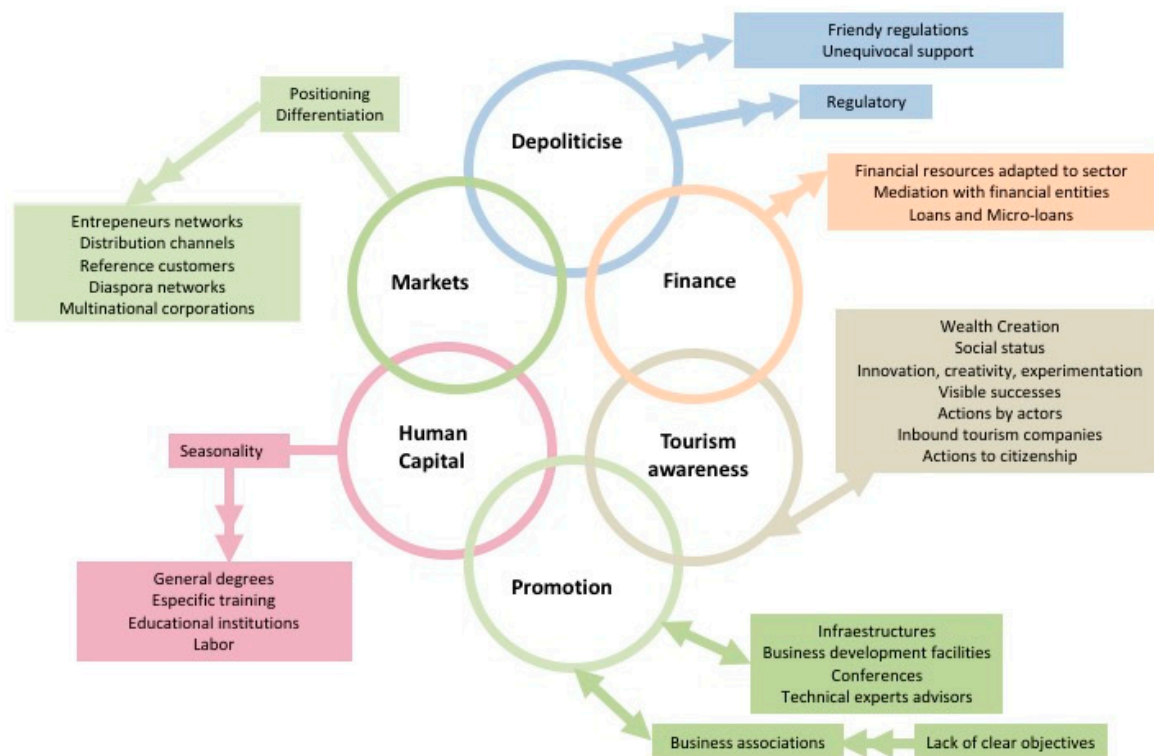 Friendy regulations
Unequivocal support
Regulatory
Depoliticise
Positioning
Differentiation
Entrepeneurs networks
Distribution channels
Reference customers
Diaspora networks
Multinational corporations
Markets
Finance
Financial resources adapted to sector
Mediation with financial entities
Loans and Micro-loans
Wealth Creation
Social status
Innovation, creativity, experimentation
Visible successes
Actions by actors
Inbound tourism companies
Actions to citizenship
Human
Capital
Tourism
awareness
Seasonality
General degrees
Especific training
Educational institutions
Labor
Promotion
Infraestructures
Business development facilities
Conferences
Technical experts advisors
Business associations
Lack of clear objectives